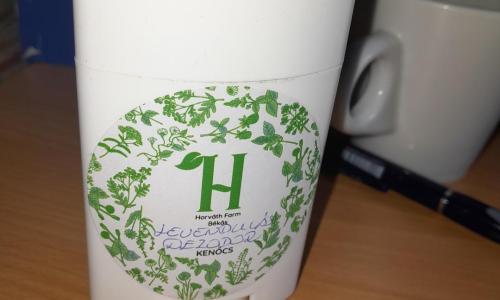 H
Horváth Farm
Békás
LEVENDULÁS
DEZODOR
KENŐCS